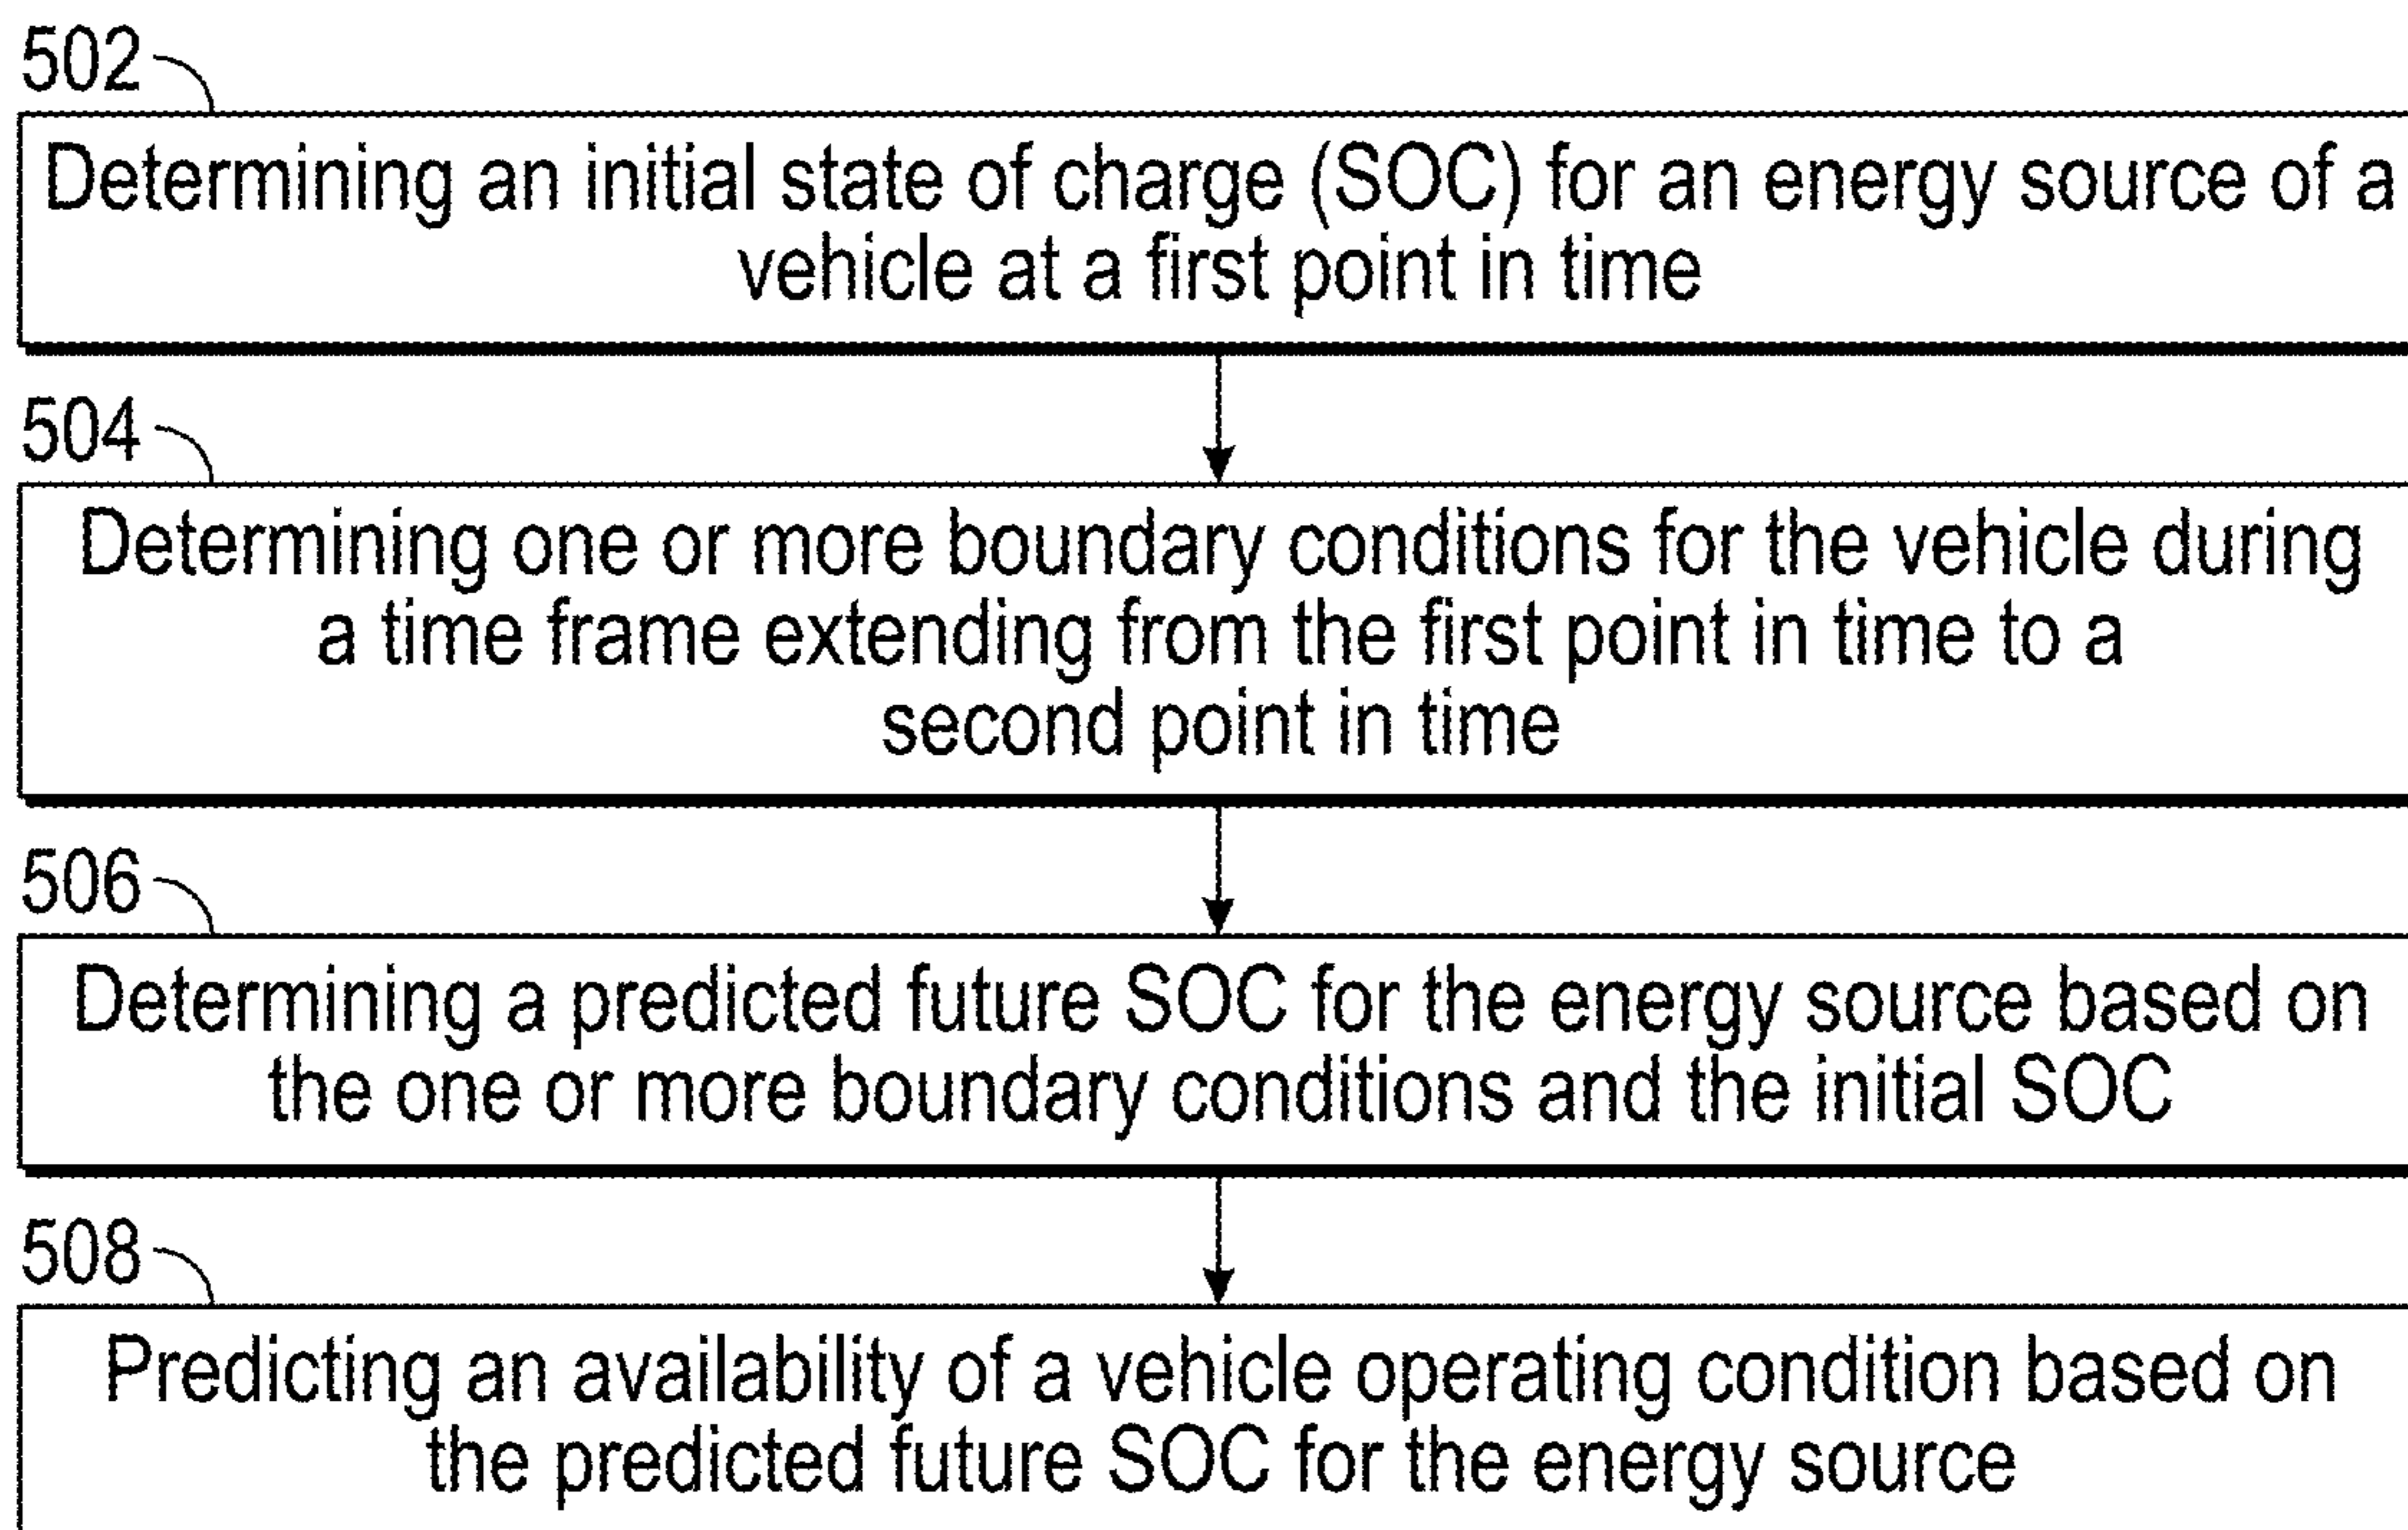 502
Determining an initial state of charge (SOC) for an energy source of a
vehicle at a first point in time
504
Determining one or more boundary conditions for the vehicle during
a time frame extending from the first point in time to a
second point in time
506
Determining a predicted future SOC for the energy source based on
the one or more boundary conditions and the initial SOC
508
Predicting an availability of a vehicle operating condition based on
the predicted future SOC for the energy source